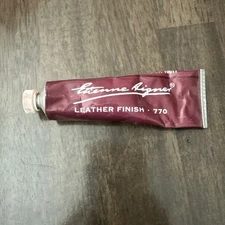 Etienne Aigner®
LEATHER FINISH · 770